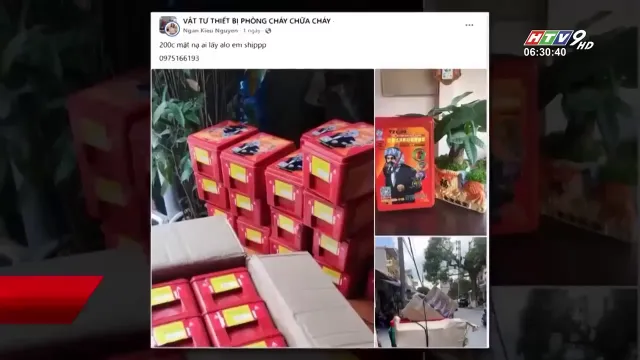 VẬT TƯ THIẾT BỊ PHÒNG CHÁY CHỮA CHÁY
Ngan Kieu Nguyen · 1 ngày ·
200c mặt nạ ai lấy alo em shippp
0975166193
HTV9 HD
06:30:40
TZL30